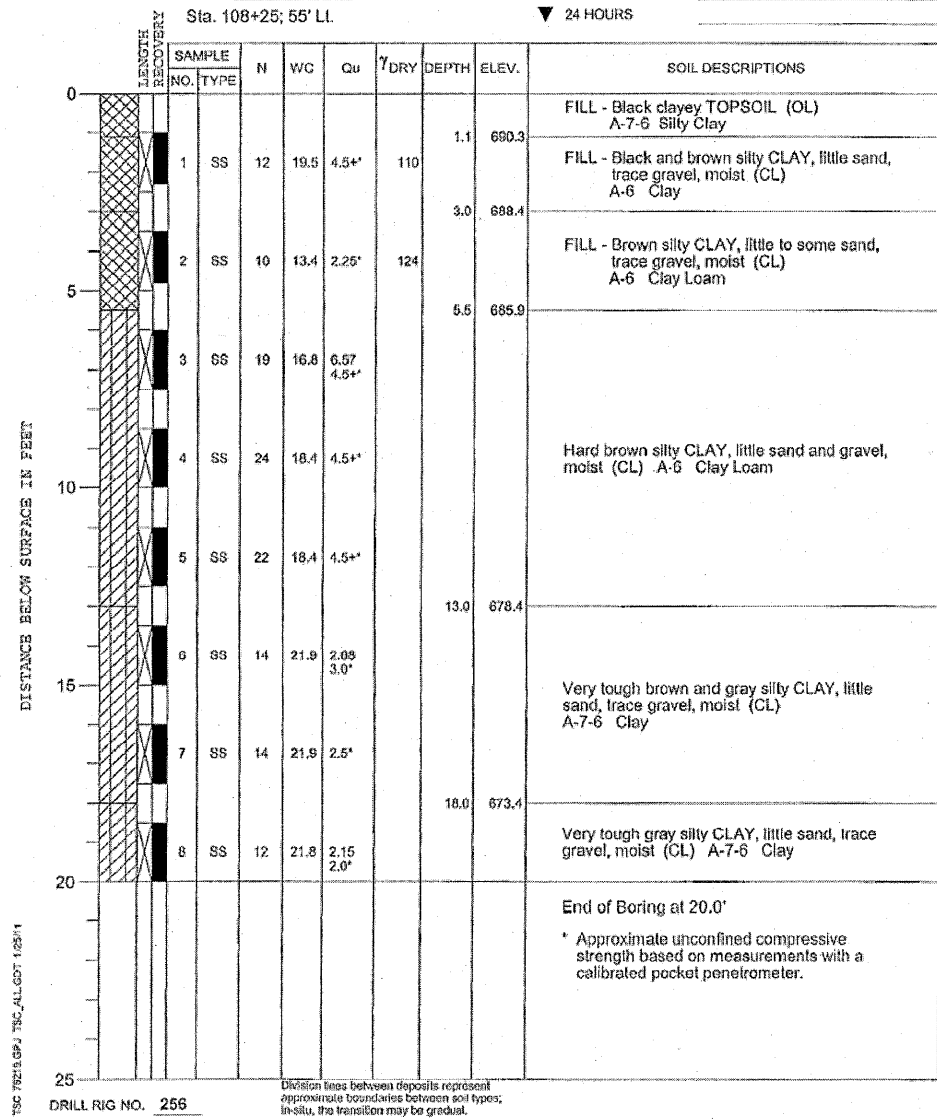 Sta. 108+25; 55' Lt.
▼ 24 HOURS
LENGTH
RECOVERY
SAMPLE
NO. TYPE N WC Qu γDRY DEPTH ELEV. SOIL DESCRIPTIONS
0
FILL - Black clayey TOPSOIL (OL)
A-7-6 Silty Clay
1.1 690.3
1 SS 12 19.5 4.5+* 110
FILL - Black and brown silty CLAY, little sand,
trace gravel, moist (CL)
A-6 Clay
3.0 688.4
2 SS 10 13.4 2.25* 124
FILL - Brown silty CLAY, little to some sand,
trace gravel, moist (CL)
A-6 Clay Loam
5
5.5 685.9
3 SS 19 16.8 6.57
4.5+*
4 SS 24 18.4 4.5+*
Hard brown silty CLAY, little sand and gravel,
moist (CL) A-6 Clay Loam
10
5 SS 22 18.4 4.5+*
13.0 678.4
6 SS 14 21.9 2.08
3.0*
15
Very tough brown and gray silty CLAY, little
sand, trace gravel, moist (CL)
A-7-6 Clay
7 SS 14 21.9 2.5*
18.0 673.4
8 SS 12 21.8 2.15
2.0*
Very tough gray silty CLAY, little sand, trace
gravel, moist (CL) A-7-6 Clay
20
End of Boring at 20.0'
* Approximate unconfined compressive
strength based on measurements with a
calibrated pocket penetrometer.
25
DISTANCE BELOW SURFACE IN FEET
TSC 76215.GPJ TSC_ALL.GDT 1/25/11
DRILL RIG NO. 256
Division lines between deposits represent
approximate boundaries between soil types;
in-situ, the transition may be gradual.